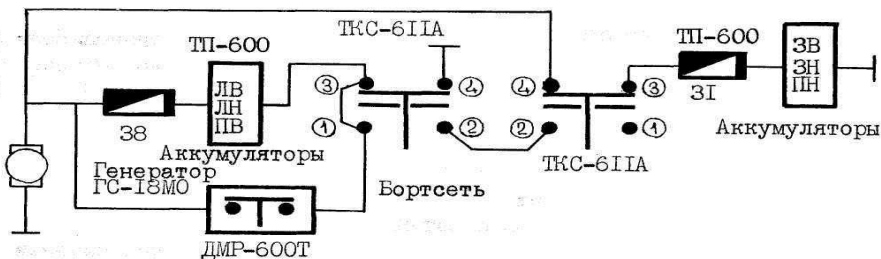 ТКС-6IIА
ТП-600
ТП-600
ЛВ
ЛН
ПВ
38
Аккумуляторы
3
4
1
2
4
3
2
1
3I
ЗВ
ЗН
ПН
Аккумуляторы
ТКС-6IIА
Генератор
ГС-I8МО
Бортсеть
ДМР-600Т